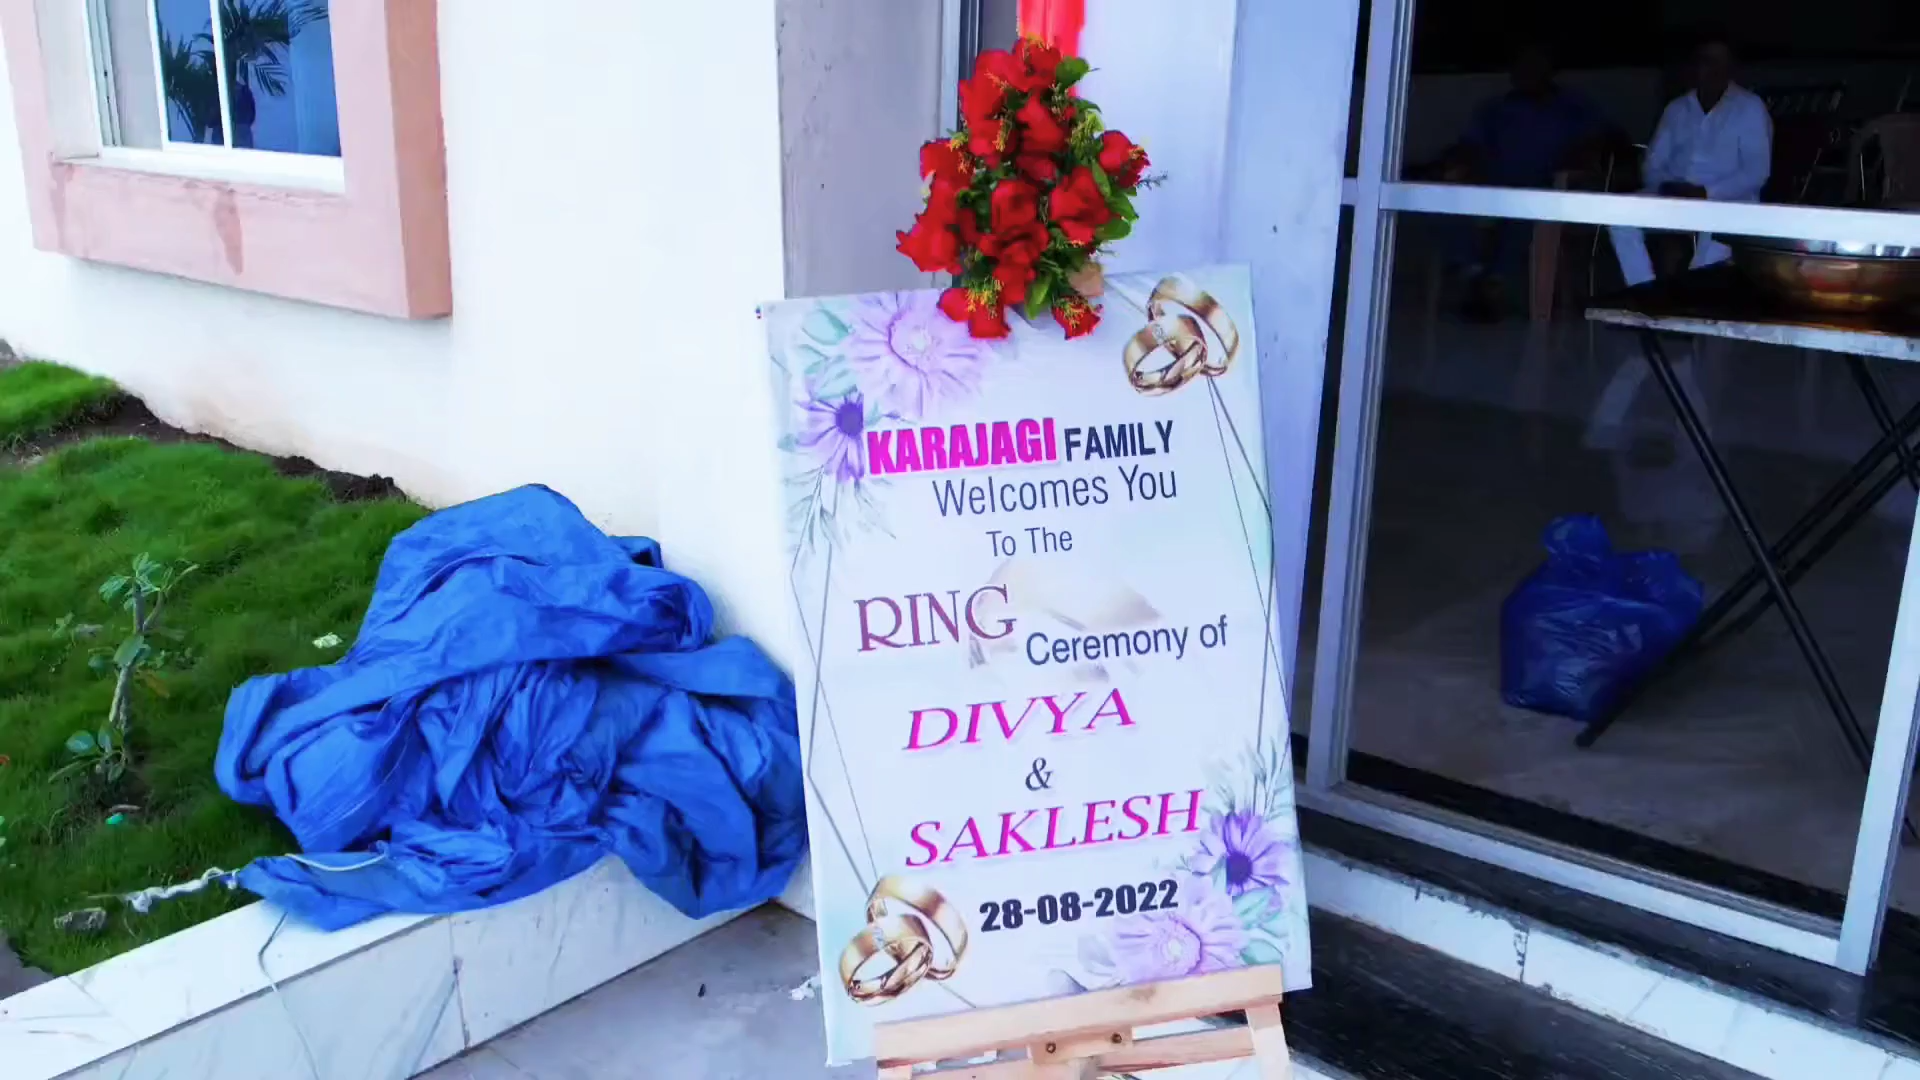 KARAJAGI FAMILY
Welcomes You
To The
RING
Ceremony of
DIVYA
&
SAKLESH
28-08-2022